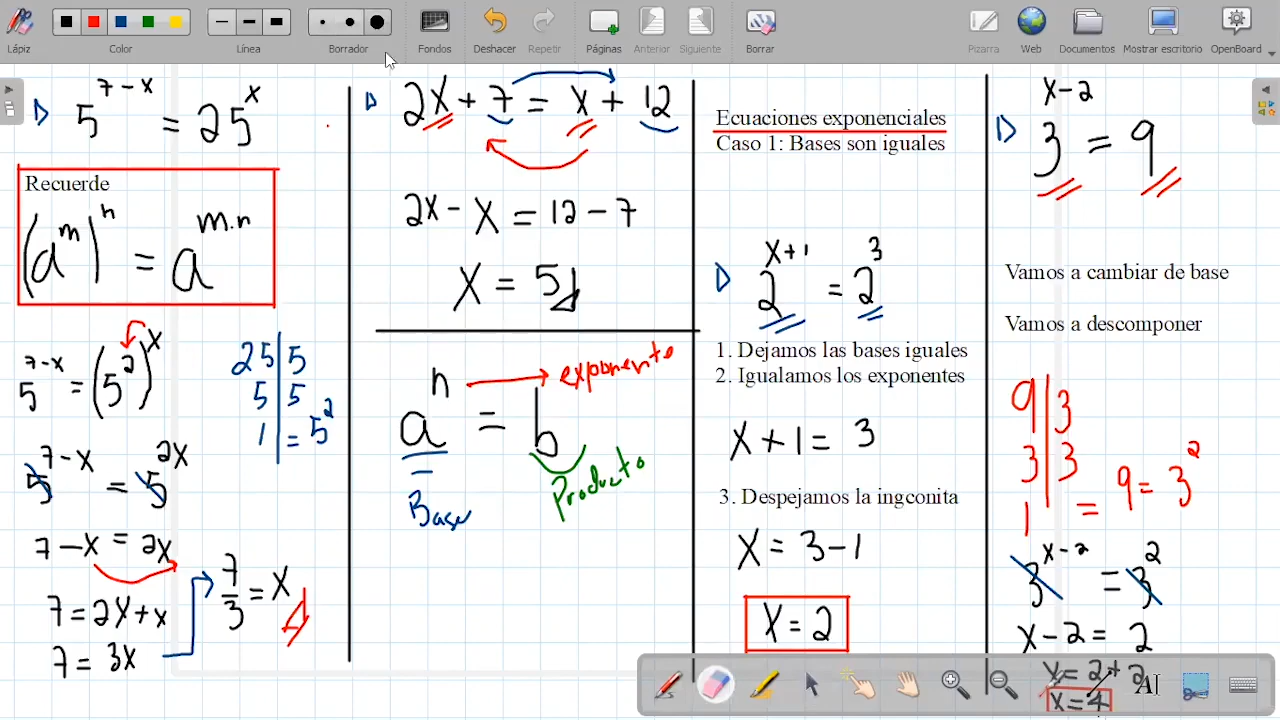 Lápiz
Color
Línea
Borrador
Fondos
Deshacer
Repetir
Páginas
Anterior
Siguiente
Borrar
Pizarra
Web
Documentos
Mostrar escritorio
OpenBoard
5^(7-x) = 25^x
Recuerde
(a^m)^n = a^(m.n)
5^(7-x) = (5^2)^x
25 | 5
5 | 5
1 | = 5^2
5^(7-x) = 5^(2x)
7 - x = 2x
7 = 2x + x
7 = 3x
7/3 = x
2x + 7 = x + 12
2x - x = 12 - 7
x = 5
a^n = b
exponente
Base
Producto
Ecuaciones exponenciales
Caso 1: Bases son iguales
2^(x+1) = 2^3
1. Dejamos las bases iguales
2. Igualamos los exponentes
x + 1 = 3
3. Despejamos la ingconita
x = 3 - 1
x = 2
3^(x-2) = 9
Vamos a cambiar de base
Vamos a descomponer
9 | 3
3 | 3
1 | = 9 = 3^2
3^(x-2) = 3^2
x - 2 = 2
x = 2 + 2
x = 4